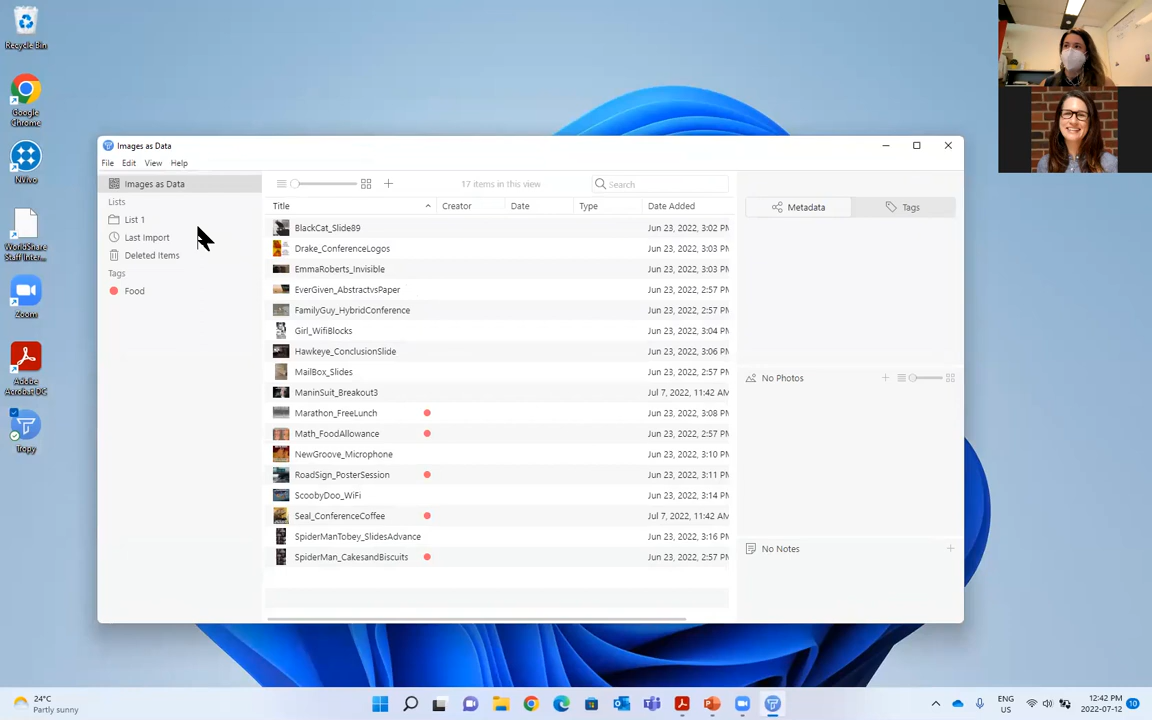 Recycle Bin
Google
Chrome
NVivo
WorldShare
Staff Inter...
Zoom
Adobe
Acrobat DC
Tropy
Images as Data
File Edit View Help
Images as Data
Lists
List 1
Last Import
Deleted Items
Tags
Food
17 items in this view
Search
Title Creator Date Type Date Added
BlackCat_Slide89 Jun 23, 2022, 3:02 PM
Drake_ConferenceLogos Jun 23, 2022, 3:03 PM
EmmaRoberts_Invisible Jun 23, 2022, 3:03 PM
EverGiven_AbstractvsPaper Jun 23, 2022, 2:57 PM
FamilyGuy_HybridConference Jun 23, 2022, 2:57 PM
Girl_WifiBlocks Jun 23, 2022, 3:04 PM
Hawkeye_ConclusionSlide Jun 23, 2022, 3:06 PM
MailBox_Slides Jun 23, 2022, 2:57 PM
ManinSuit_Breakout3 Jul 7, 2022, 11:42 AM
Marathon_FreeLunch Jun 23, 2022, 3:08 PM
Math_FoodAllowance Jun 23, 2022, 2:57 PM
NewGroove_Microphone Jun 23, 2022, 3:10 PM
RoadSign_PosterSession Jun 23, 2022, 3:11 PM
ScoobyDoo_WiFi Jun 23, 2022, 3:14 PM
Seal_ConferenceCoffee Jul 7, 2022, 11:42 AM
SpiderManTobey_SlidesAdvance Jun 23, 2022, 3:16 PM
SpiderMan_CakesandBiscuits Jun 23, 2022, 2:57 PM
Metadata Tags
No Photos
No Notes
24°C
Partly sunny
ENG
US
12:42 PM
2022-07-12
10